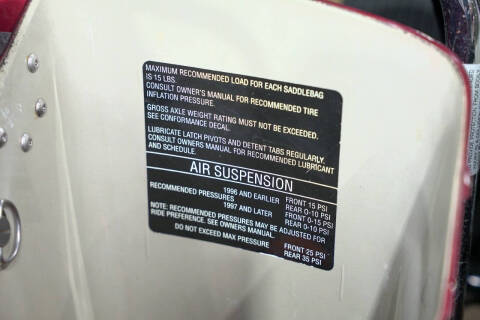 MAXIMUM RECOMMENDED LOAD FOR EACH SADDLEBAG
IS 15 LBS.
CONSULT OWNER'S MANUAL FOR RECOMMENDED TIRE
INFLATION PRESSURE.
GROSS AXLE WEIGHT RATING MUST NOT BE EXCEEDED,
SEE CONFORMANCE DECAL.
LUBRICATE LATCH PIVOTS AND DETENT TABS REGULARLY.
CONSULT OWNERS MANUAL FOR RECOMMENDED LUBRICANT
AND SCHEDULE.
AIR SUSPENSION
1996 AND EARLIER FRONT 15 PSI
RECOMMENDED PRESSURES REAR 0-10 PSI
1997 AND LATER FRONT 0-15 PSI
REAR 0-10 PSI
NOTE: RECOMMENDED PRESSURES MAY BE ADJUSTED FOR
RIDE PREFERENCE. SEE OWNERS MANUAL.
DO NOT EXCEED MAX PRESSURE FRONT 25 PSI
REAR 35 PSI